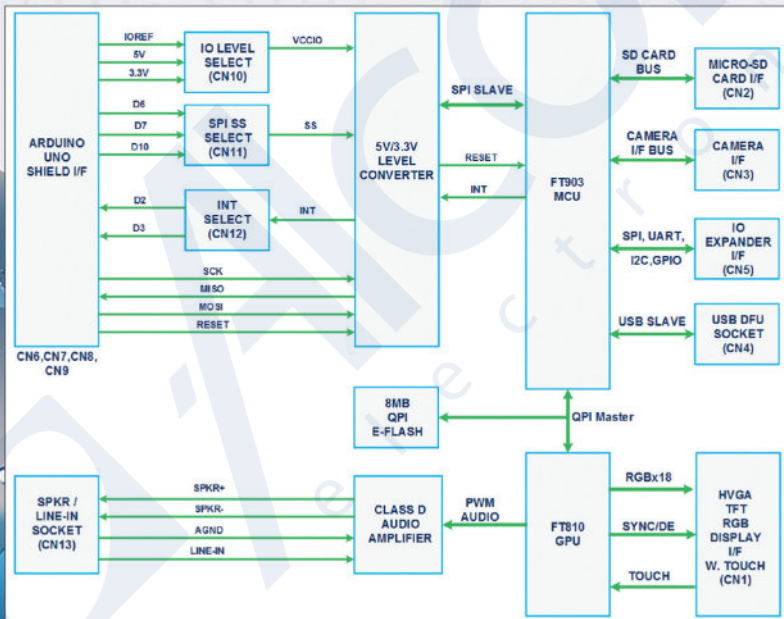 IOREF
5V
3.3V
IO LEVEL
SELECT
(CN10)
VCCIO
D6
D7
D10
SPI SS
SELECT
(CN11)
SS
ARDUINO
UNO
SHIELD I/F
D2
D3
INT
SELECT
(CN12)
INT
SCK
MISO
MOSI
RESET
CN6,CN7,CN8,
CN9
5V/3.3V
LEVEL
CONVERTER
SPI SLAVE
RESET
INT
FT903
MCU
SD CARD
BUS
MICRO-SD
CARD I/F
(CN2)
CAMERA
I/F BUS
CAMERA
I/F
(CN3)
SPI, UART,
I2C,GPIO
IO
EXPANDER
I/F
(CN5)
USB SLAVE
USB DFU
SOCKET
(CN4)
8MB
QPI
E-FLASH
QPI Master
SPKR /
LINE-IN
SOCKET
(CN13)
SPKR+
SPKR-
AGND
LINE-IN
CLASS D
AUDIO
AMPLIFIER
PWM
AUDIO
FT810
GPU
RGBx18
SYNC/DE
TOUCH
HVGA
TFT
RGB
DISPLAY
I/F
W. TOUCH
(CN1)